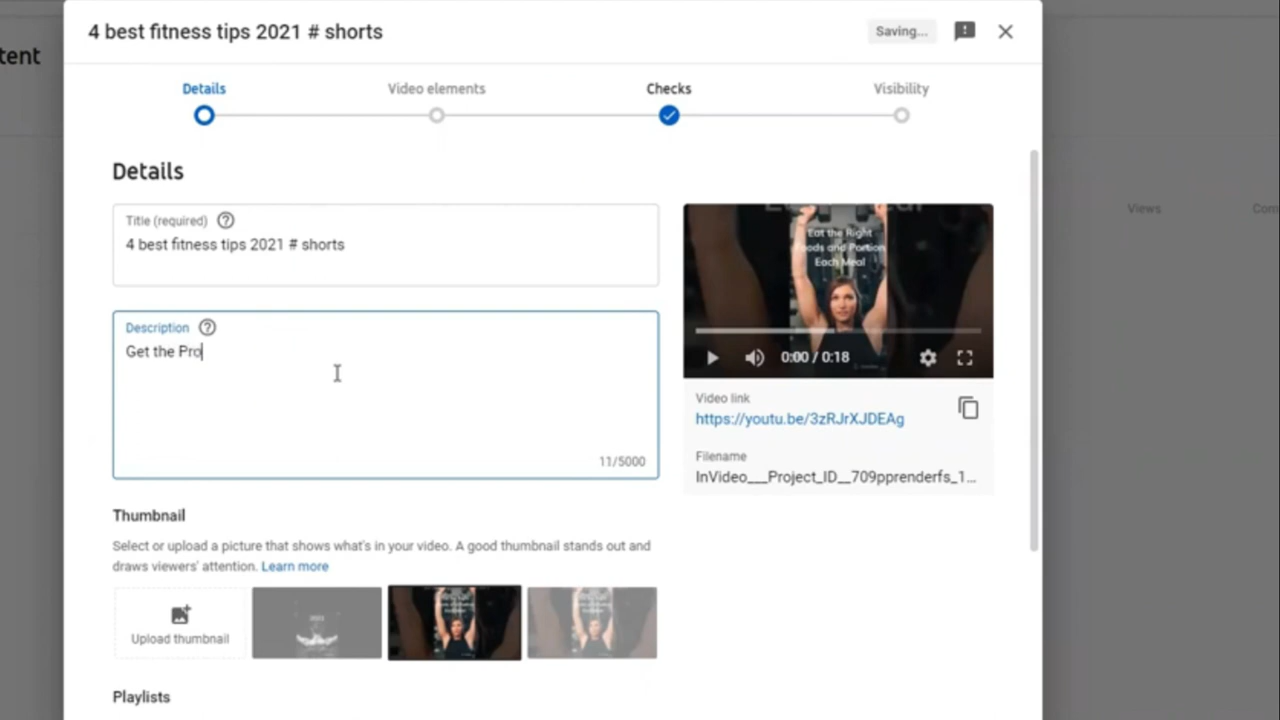 4 best fitness tips 2021 # shorts
Saving...
tent
Details
Video elements
Checks
Visibility
Details
Title (required)
4 best fitness tips 2021 # shorts
Description
Get the Pro
11/5000
Eat the Right
Foods and Portion
Each Meal
0:00 / 0:18
Video link
https://youtu.be/3zRJrXJDEAg
Filename
InVideo___Project_ID__709pprenderfs_1...
Thumbnail
Select or upload a picture that shows what's in your video. A good thumbnail stands out and
draws viewers' attention. Learn more
Upload thumbnail
2021
Playlists
Views
Com